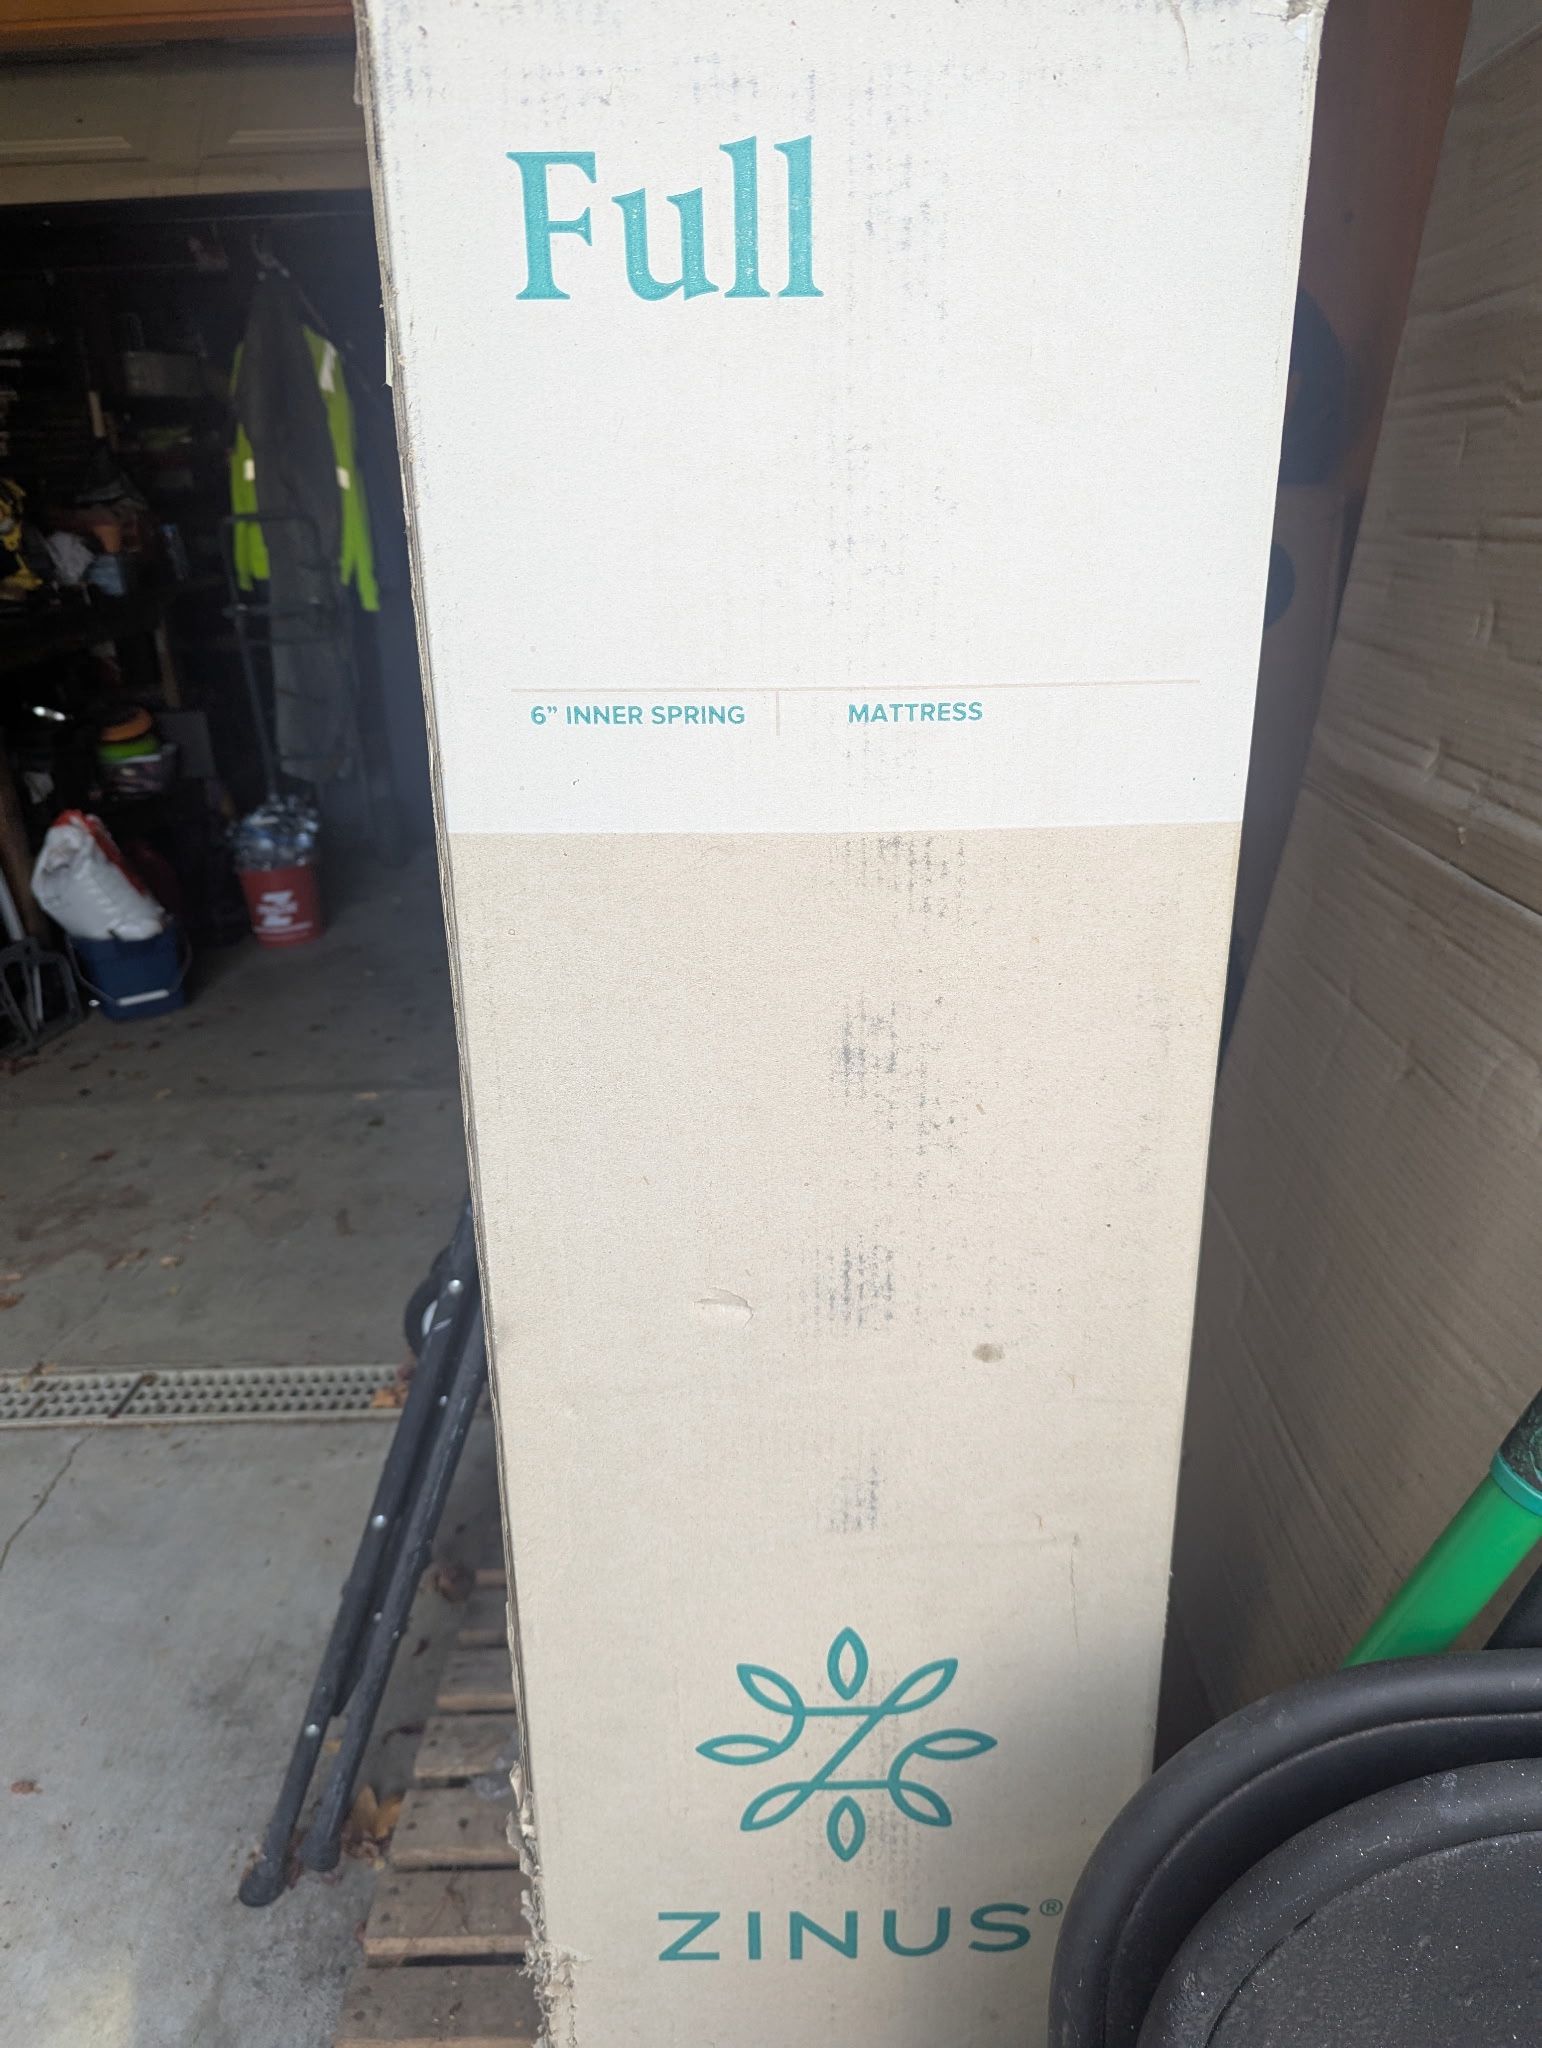 Full
6” INNER SPRING
MATTRESS
ZINUS®